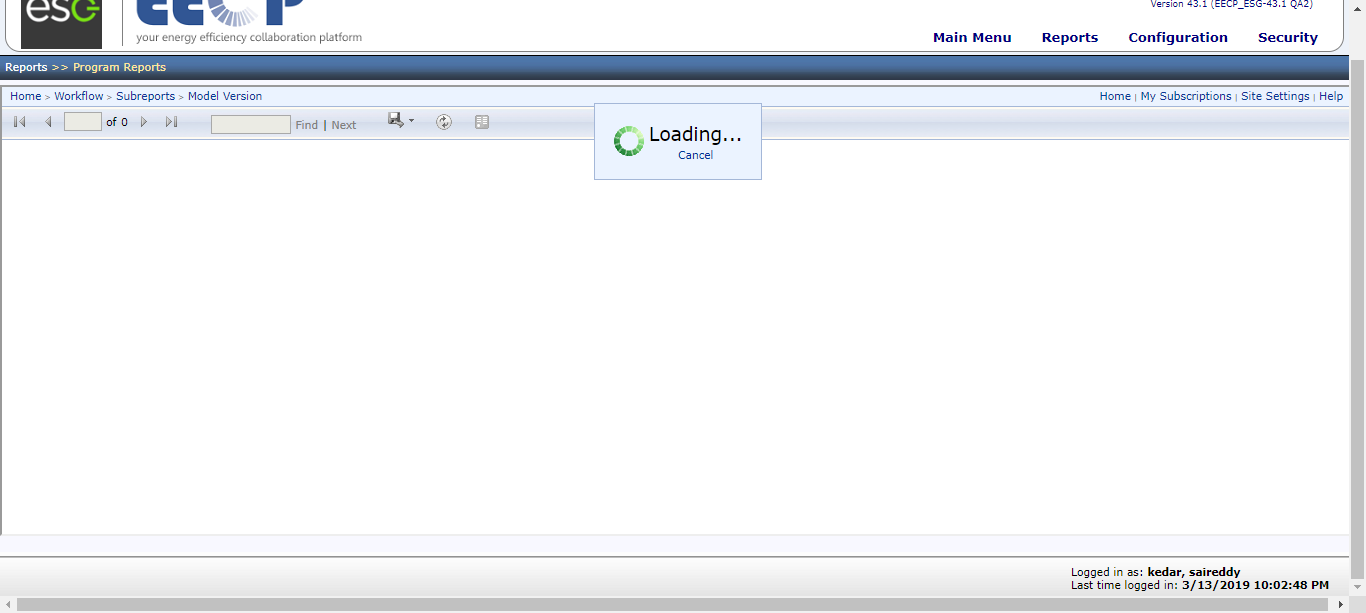 esc
EECP
Version 43.1 (EECP_ESG-43.1 QA2)
your energy efficiency collaboration platform
Main Menu Reports Configuration Security
Reports >> Program Reports
Home > Workflow > Subreports > Model Version
Home | My Subscriptions | Site Settings | Help
of 0
Find | Next
Loading...
Cancel
Logged in as: kedar, saireddy
Last time logged in: 3/13/2019 10:02:48 PM